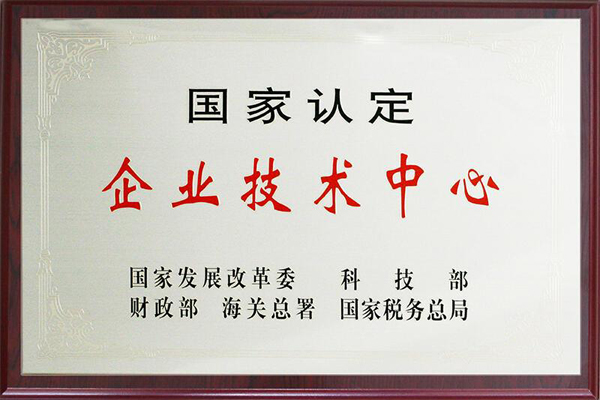 国家认定
企业技术中心
国家发展改革委 科技部
财政部 海关总署 国家税务总局